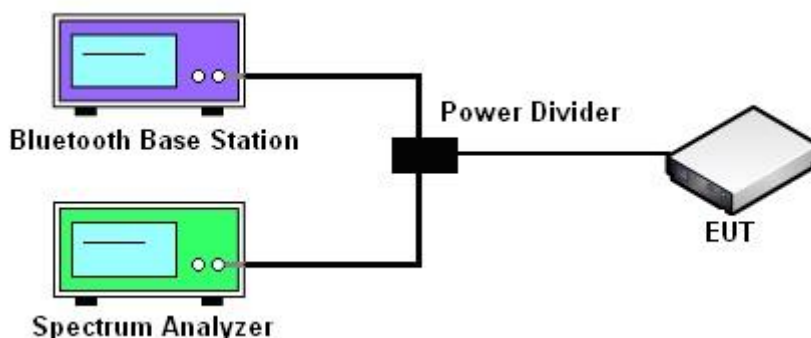 Bluetooth Base Station
Power Divider
EUT
Spectrum Analyzer